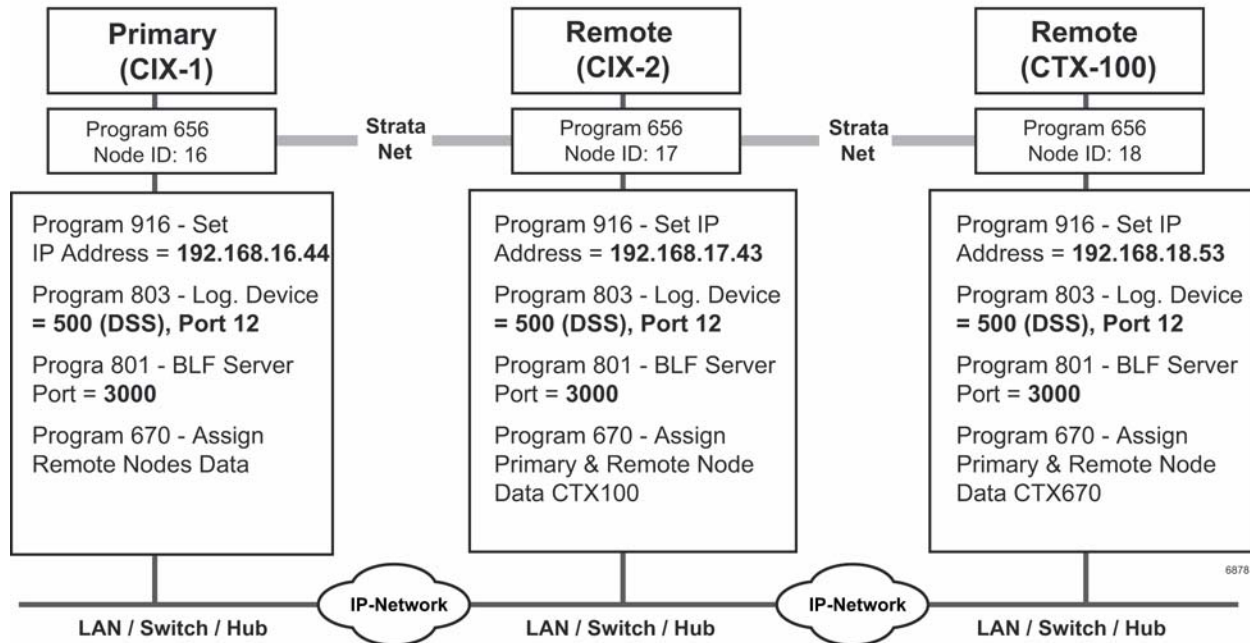 Primary
(CIX-1)
Remote
(CIX-2)
Remote
(CTX-100)
Program 656
Node ID: 16
Strata
Net
Program 656
Node ID: 17
Strata
Net
Program 656
Node ID: 18
Program 916 - Set
IP Address = 192.168.16.44
Program 803 - Log. Device
= 500 (DSS), Port 12
Progra 801 - BLF Server
Port = 3000
Program 670 - Assign
Remote Nodes Data
Program 916 - Set IP
Address = 192.168.17.43
Program 803 - Log. Device
= 500 (DSS), Port 12
Program 801 - BLF Server
Port = 3000
Program 670 - Assign
Primary & Remote Node
Data CTX100
Program 916 - Set IP
Address = 192.168.18.53
Program 803 - Log. Device
= 500 (DSS), Port 12
Program 801 - BLF Server
Port = 3000
Program 670 - Assign
Primary & Remote Node
Data CTX670
6878
IP-Network
IP-Network
LAN / Switch / Hub
LAN / Switch / Hub
LAN / Switch / Hub